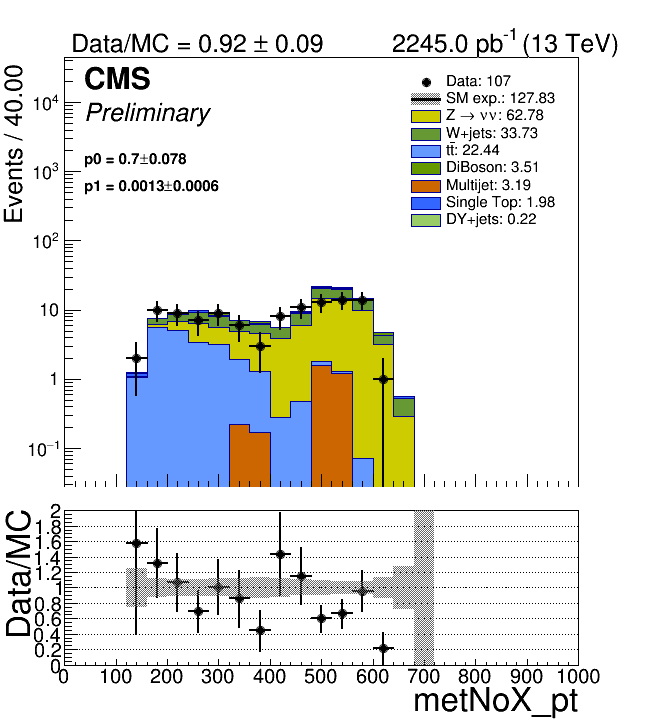 Data/MC = 0.92 ± 0.09 2245.0 pb⁻¹ (13 TeV)
CMS
Preliminary
p0 = 0.7±0.078
p1 = 0.0013±0.0006
Data: 107
SM exp.: 127.83
Z → νν: 62.78
W+jets: 33.73
tt̄: 22.44
DiBoson: 3.51
Multijet: 3.19
Single Top: 1.98
DY+jets: 0.22
Events / 40.00
10⁴
10³
10²
10
1
10⁻¹
Data/MC
2
1.8
1.6
1.4
1.2
1
0.8
0.6
0.4
0.2
0
0 100 200 300 400 500 600 700 800 900 1000
metNoX_pt